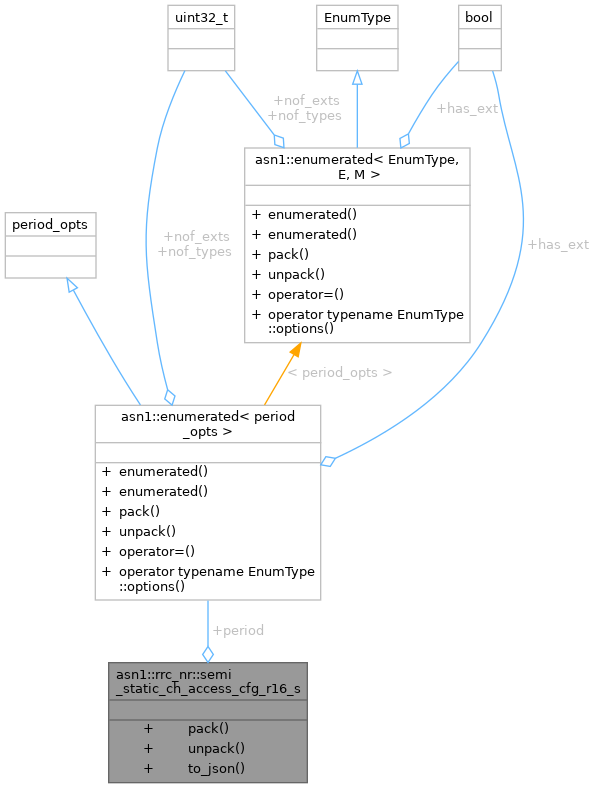 uint32_t
EnumType
bool
+nof_exts
+nof_types
+has_ext
asn1::enumerated< EnumType,
E, M >
+ enumerated()
+ enumerated()
+ pack()
+ unpack()
+ operator=()
+ operator typename EnumType
::options()
period_opts
+nof_exts
+nof_types
+has_ext
< period_opts >
asn1::enumerated< period
_opts >
+ enumerated()
+ enumerated()
+ pack()
+ unpack()
+ operator=()
+ operator typename EnumType
::options()
+period
asn1::rrc_nr::semi
_static_ch_access_cfg_r16_s
+ pack()
+ unpack()
+ to_json()